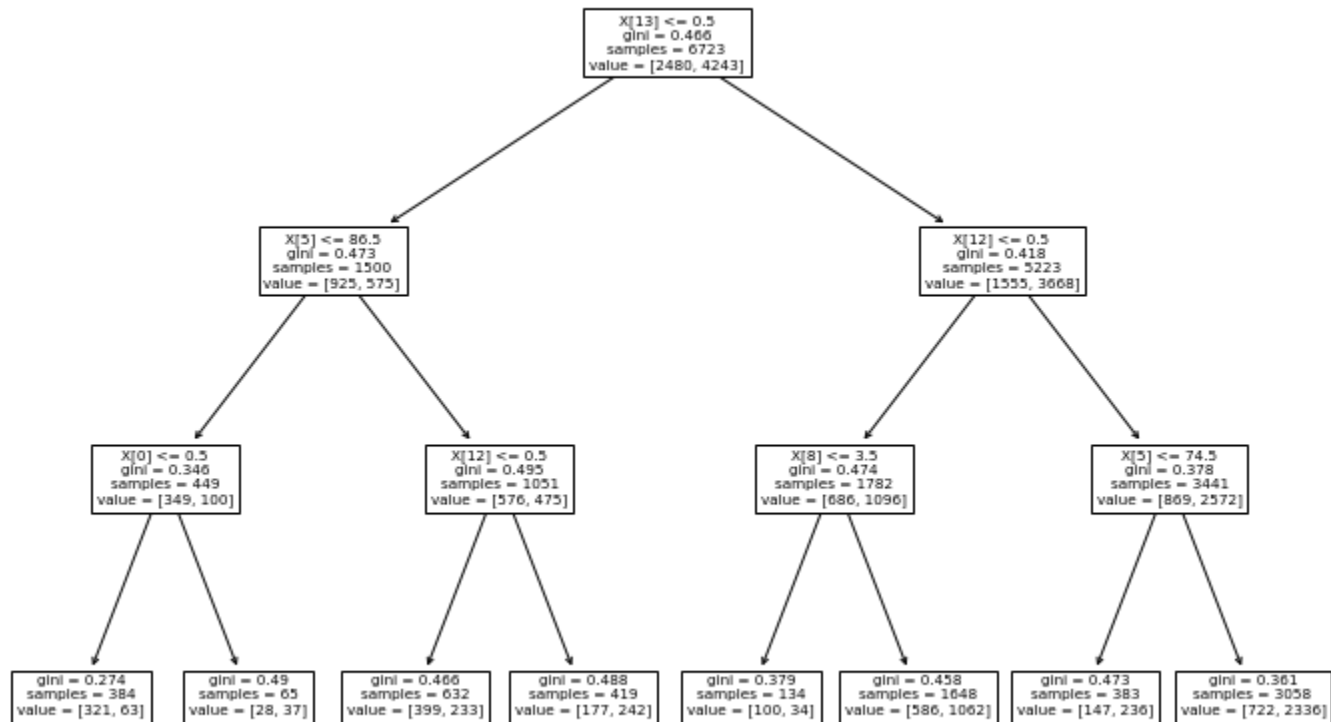 X[13] <= 0.5
gini = 0.466
samples = 6723
value = [2480, 4243]
X[5] <= 86.5
gini = 0.473
samples = 1500
value = [925, 575]
X[12] <= 0.5
gini = 0.418
samples = 5223
value = [1555, 3668]
X[0] <= 0.5
gini = 0.346
samples = 449
value = [349, 100]
X[12] <= 0.5
gini = 0.495
samples = 1051
value = [576, 475]
X[8] <= 3.5
gini = 0.474
samples = 1782
value = [686, 1096]
X[5] <= 74.5
gini = 0.378
samples = 3441
value = [869, 2572]
gini = 0.274
samples = 384
value = [321, 63]
gini = 0.49
samples = 65
value = [28, 37]
gini = 0.466
samples = 632
value = [399, 233]
gini = 0.488
samples = 419
value = [177, 242]
gini = 0.379
samples = 134
value = [100, 34]
gini = 0.458
samples = 1648
value = [586, 1062]
gini = 0.473
samples = 383
value = [147, 236]
gini = 0.361
samples = 3058
value = [722, 2336]